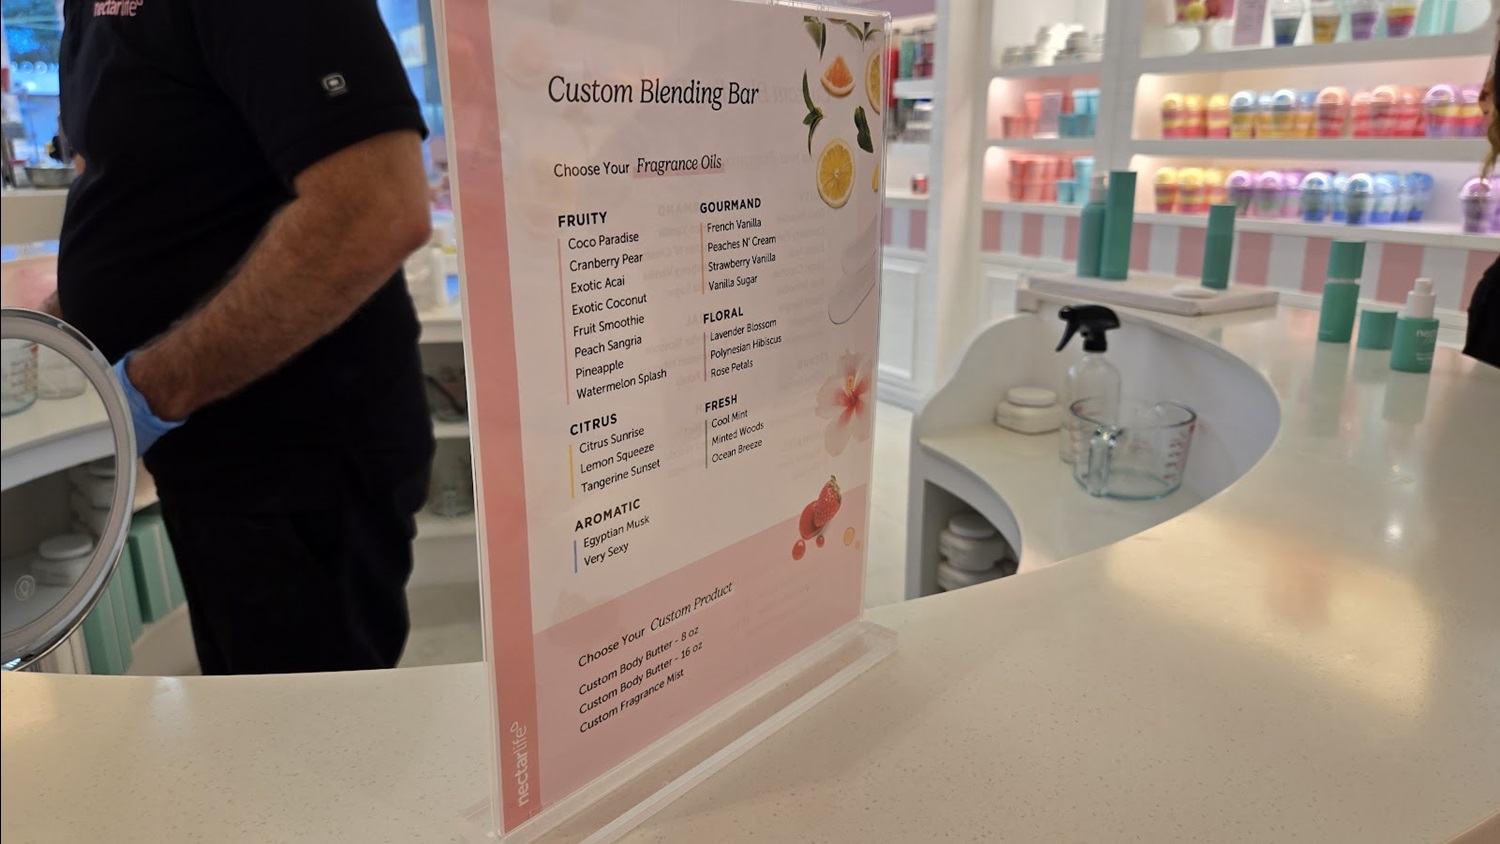 nectarlife
Custom Blending Bar
Choose Your Fragrance Oils
FRUITY
Coco Paradise
Cranberry Pear
Exotic Acai
Exotic Coconut
Fruit Smoothie
Peach Sangria
Pineapple
Watermelon Splash
CITRUS
Citrus Sunrise
Lemon Squeeze
Tangerine Sunset
AROMATIC
Egyptian Musk
Very Sexy
GOURMAND
French Vanilla
Peaches N' Cream
Strawberry Vanilla
Vanilla Sugar
FLORAL
Lavender Blossom
Polynesian Hibiscus
Rose Petals
FRESH
Cool Mint
Minted Woods
Ocean Breeze
Choose Your Custom Product
Custom Body Butter - 8 oz
Custom Body Butter - 16 oz
Custom Fragrance Mist
nectarlife